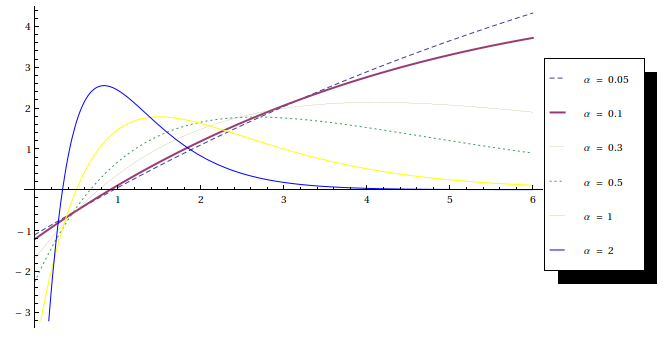 4
3
2
1
− 1
− 2
− 3
1 2 3 4 5 6
α = 0.05
α = 0.1
α = 0.3
α = 0.5
α = 1
α = 2